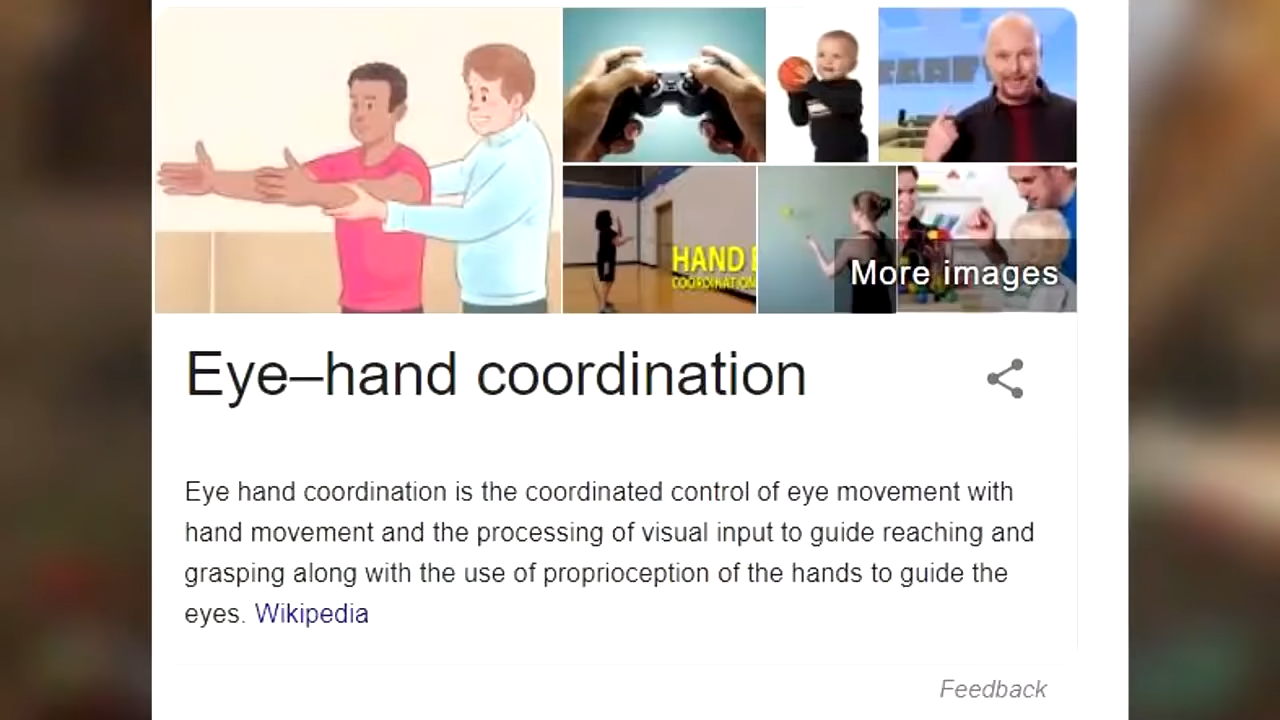 HAND
COORDINATION
More images
Eye–hand coordination
Eye hand coordination is the coordinated control of eye movement with
hand movement and the processing of visual input to guide reaching and
grasping along with the use of proprioception of the hands to guide the
eyes. Wikipedia
Feedback